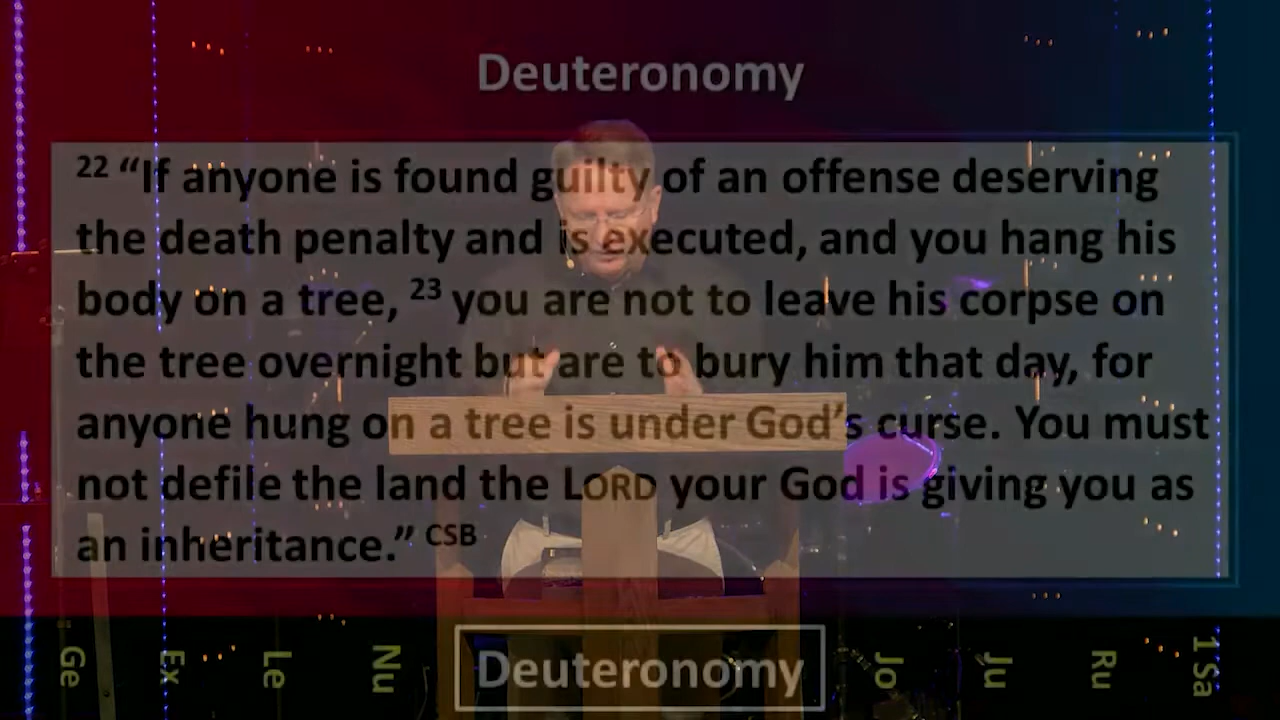 Deuteronomy
22 “If anyone is found guilty of an offense deserving
the death penalty and is executed, and you hang his
body on a tree, 23 you are not to leave his corpse on
the tree overnight but are to bury him that day, for
anyone hung on a tree is under God’s curse. You must
not defile the land the LORD your God is giving you as
an inheritance.” CSB
Ge Ex Le Nu Deuteronomy Jo Ju Ru 1 Sa